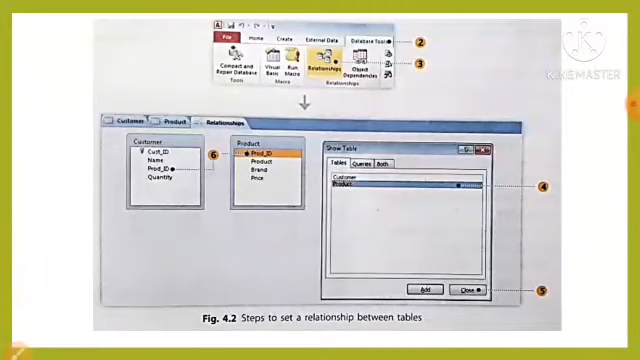 A
File Home Create External Data Database Tools
2
Compact and
Repair Database
Visual
Basic
Run
Macro
Relationships
Object
Dependencies
3
Tools Macro Relationships
Customer Product Relationships
Customer
Cust_ID
Name
Prod_ID
Quantity
6
Product
Prod_ID
Product
Brand
Price
Show Table
Tables Queries Both
Customer
Product
4
Add Close
5
Fig. 4.2 Steps to set a relationship between tables
K
K.KEMASTER